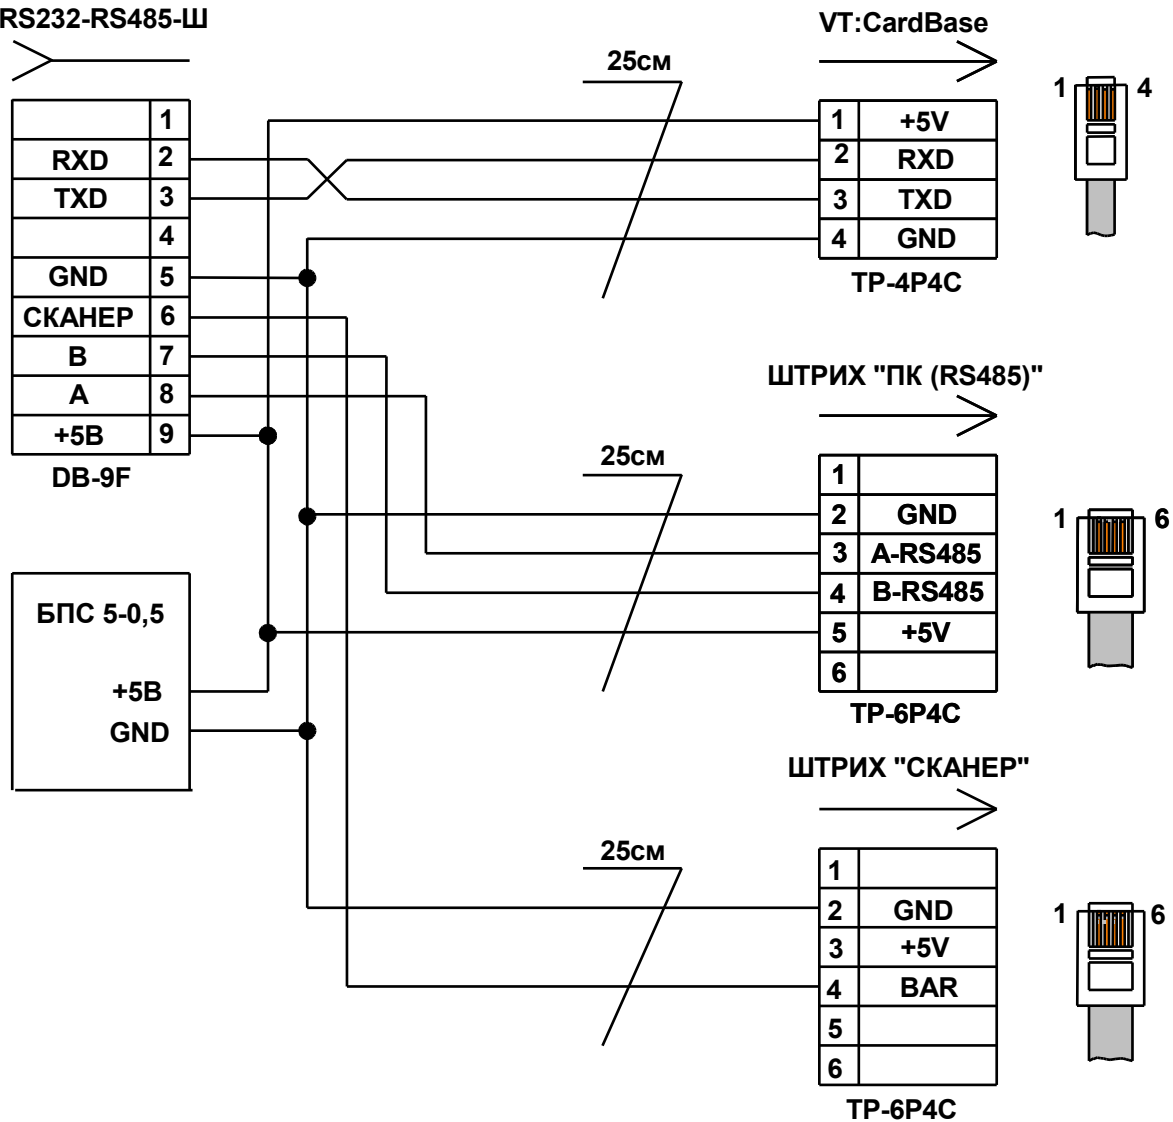 RS232-RS485-Ш
1
RXD 2
TXD 3
4
GND 5
СКАНЕР 6
B 7
A 8
+5В 9
DB-9F
БПС 5-0,5
+5В
GND
25см
VT:CardBase
1 +5V
2 RXD
3 TXD
4 GND
TP-4P4C
1 4
25см
ШТРИХ "ПК (RS485)"
1
2 GND
3 A-RS485
4 B-RS485
5 +5V
6
TP-6P4C
1 6
25см
ШТРИХ "СКАНЕР"
1
2 GND
3 +5V
4 BAR
5
6
TP-6P4C
1 6